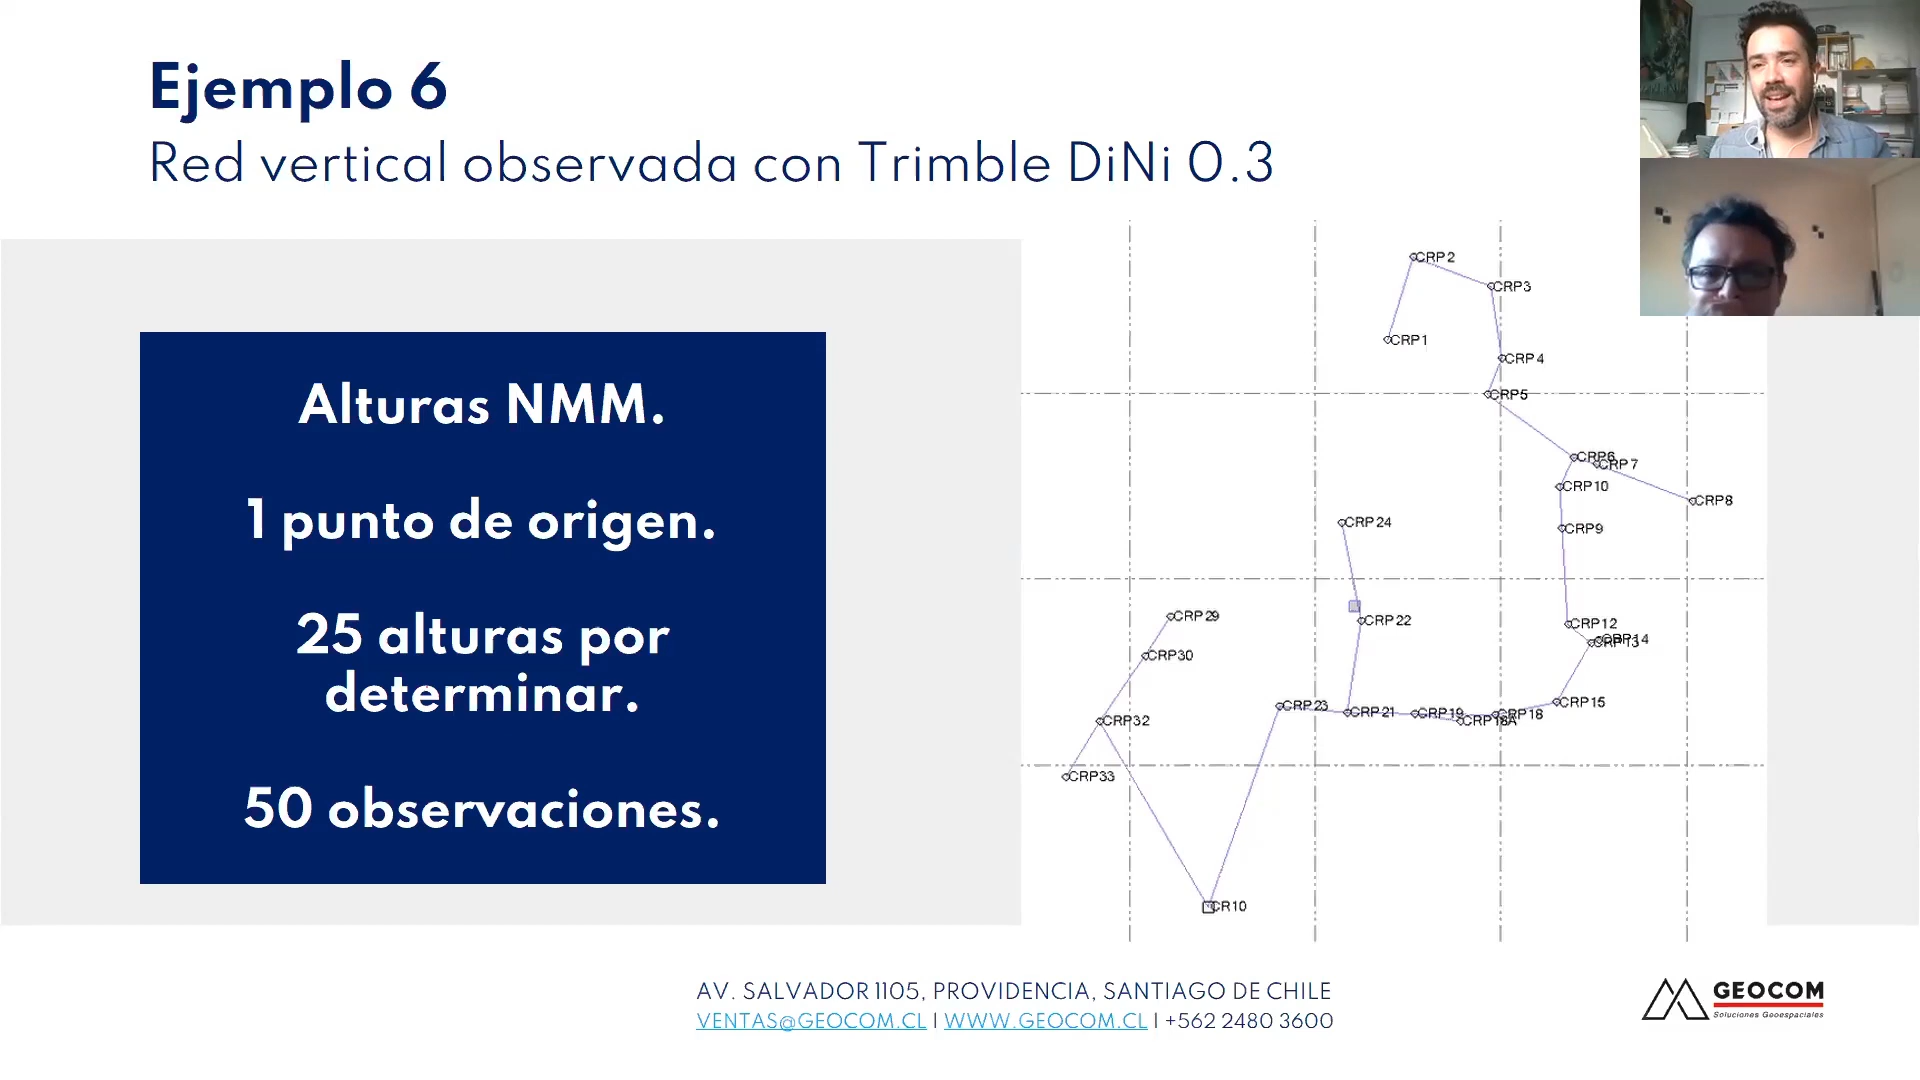 Ejemplo 6
Red vertical observada con Trimble DiNi 0.3
Alturas NMM.
1 punto de origen.
25 alturas por
determinar.
50 observaciones.
CRP2
CRP3
CRP1
CRP4
CRP5
CRP6
CRP7
CRP10
CRP8
CRP24
CRP9
CRP29
CRP22
CRP12
CRP14
CRP13
CRP30
CRP15
CRP23
CRP21
CRP19
CRP18
CRP18A
CRP32
CRP33
CR10
AV. SALVADOR 1105, PROVIDENCIA, SANTIAGO DE CHILE
VENTAS@GEOCOM.CL | WWW.GEOCOM.CL | +562 2480 3600
GEOCOM
Soluciones Geoespaciales